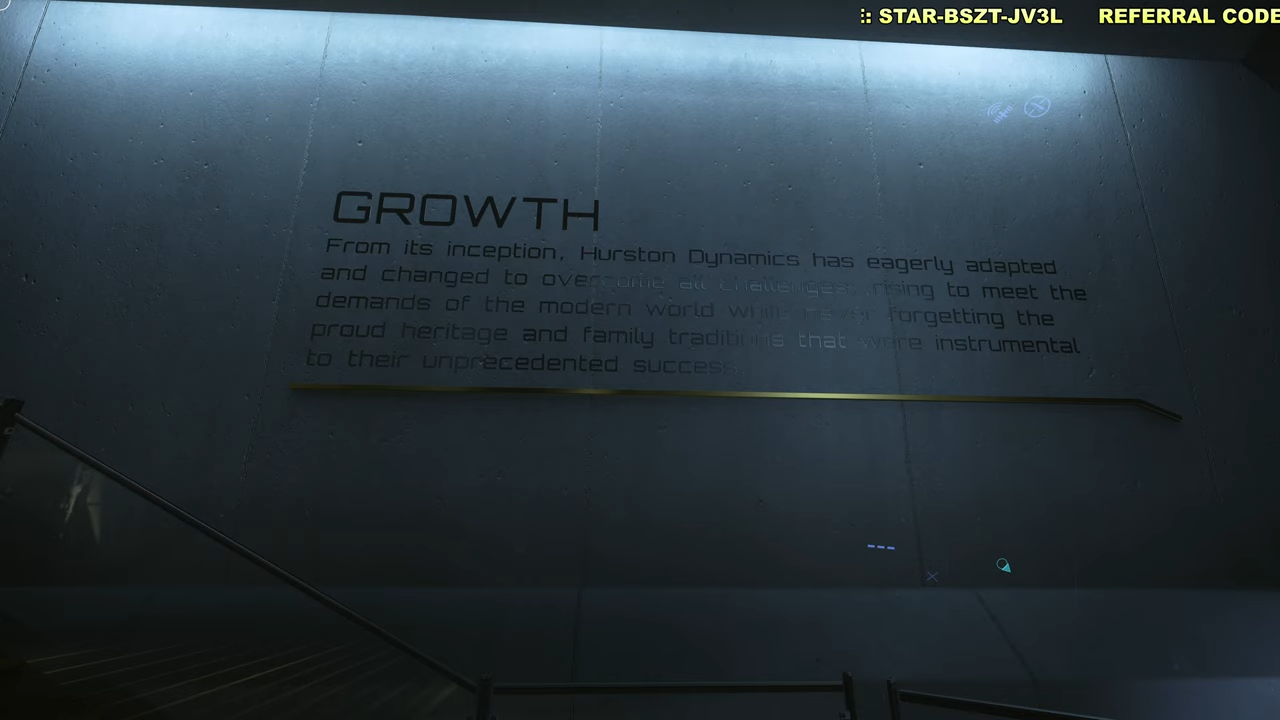 :: STAR-BSZT-JV3L REFERRAL CODE
GROWTH
From its inception, Hurston Dynamics has eagerly adapted
and changed to overcome all challenges, rising to meet the
demands of the modern world while never forgetting the
proud heritage and family traditions that were instrumental
to their unprecedented success.